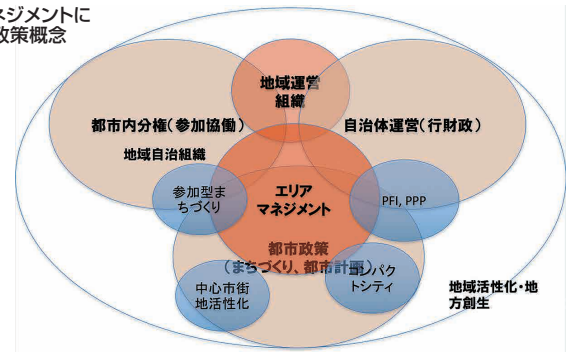 ネジメントに
政策概念
地域運営
組織
都市内分権(参加協働)
自治体運営(行財政)
地域自治組織
参加型ま
ちづくり
エリア
マネジメント
PFI, PPP
都市政策
(まちづくり、都市計画)
コンパク
トシティ
中心市街
地活性化
地域活性化・地
方創生